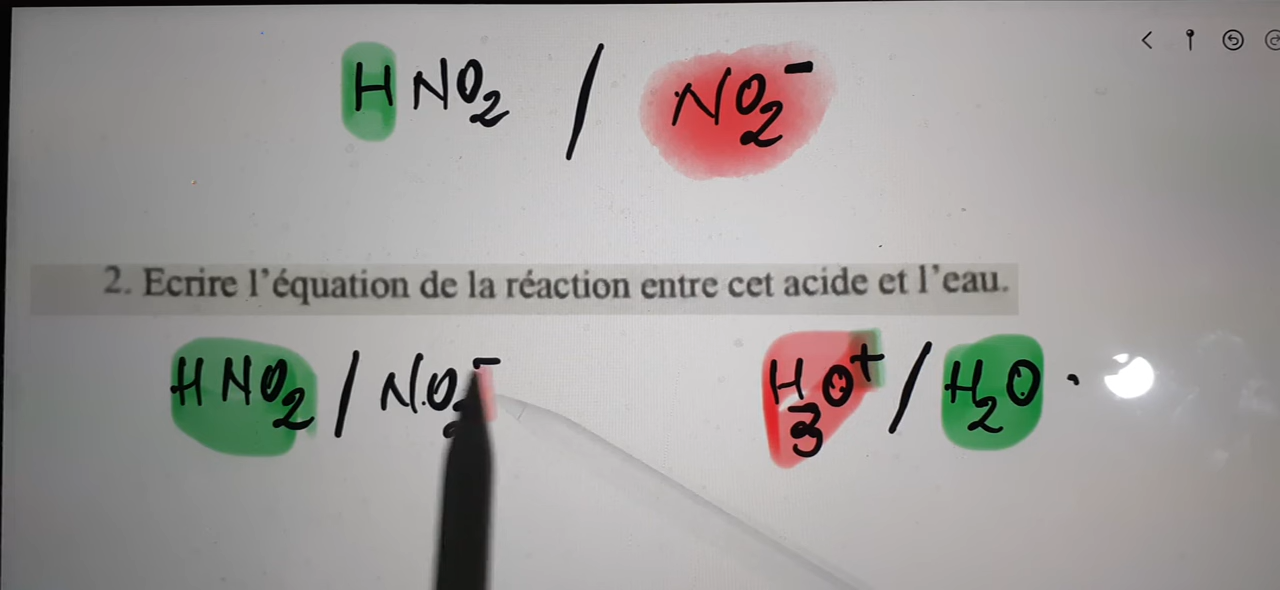 HNO₂ / NO₂⁻
2. Ecrire l'équation de la réaction entre cet acide et l'eau.
HNO₂ / NO₂⁻ H₃O⁺ / H₂O .